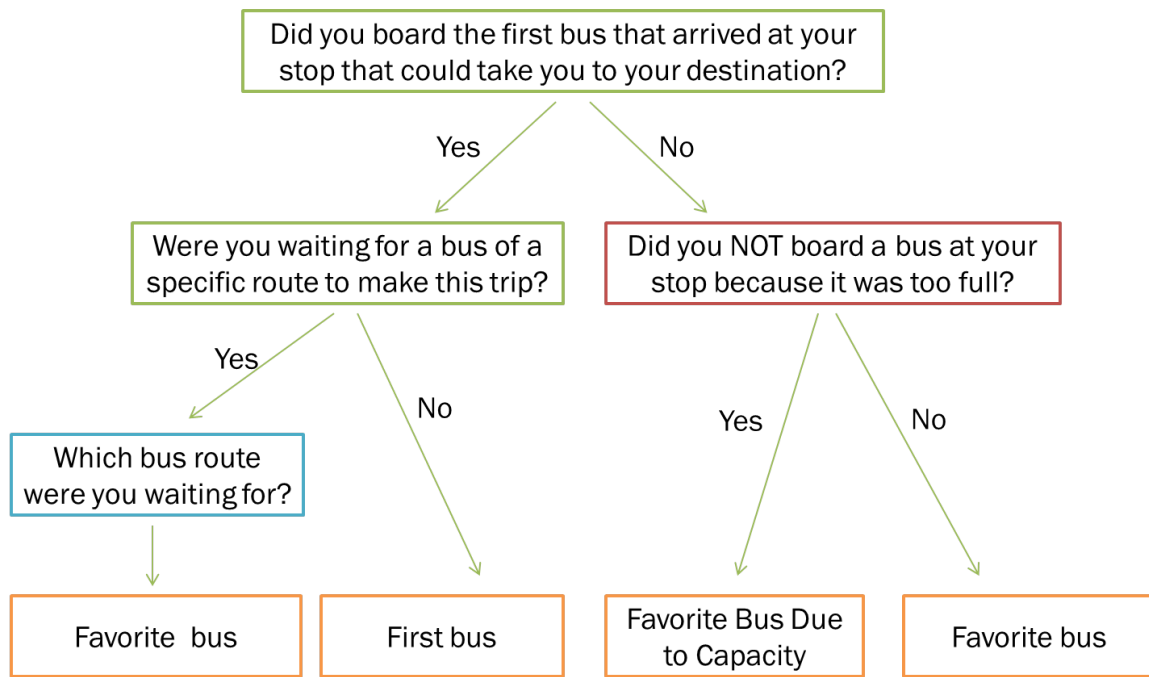 Did you board the first bus that arrived at your
stop that could take you to your destination?
Yes
No
Were you waiting for a bus of a
specific route to make this trip?
Did you NOT board a bus at your
stop because it was too full?
Yes
No
Yes
No
Which bus route
were you waiting for?
Favorite bus
First bus
Favorite Bus Due
to Capacity
Favorite bus